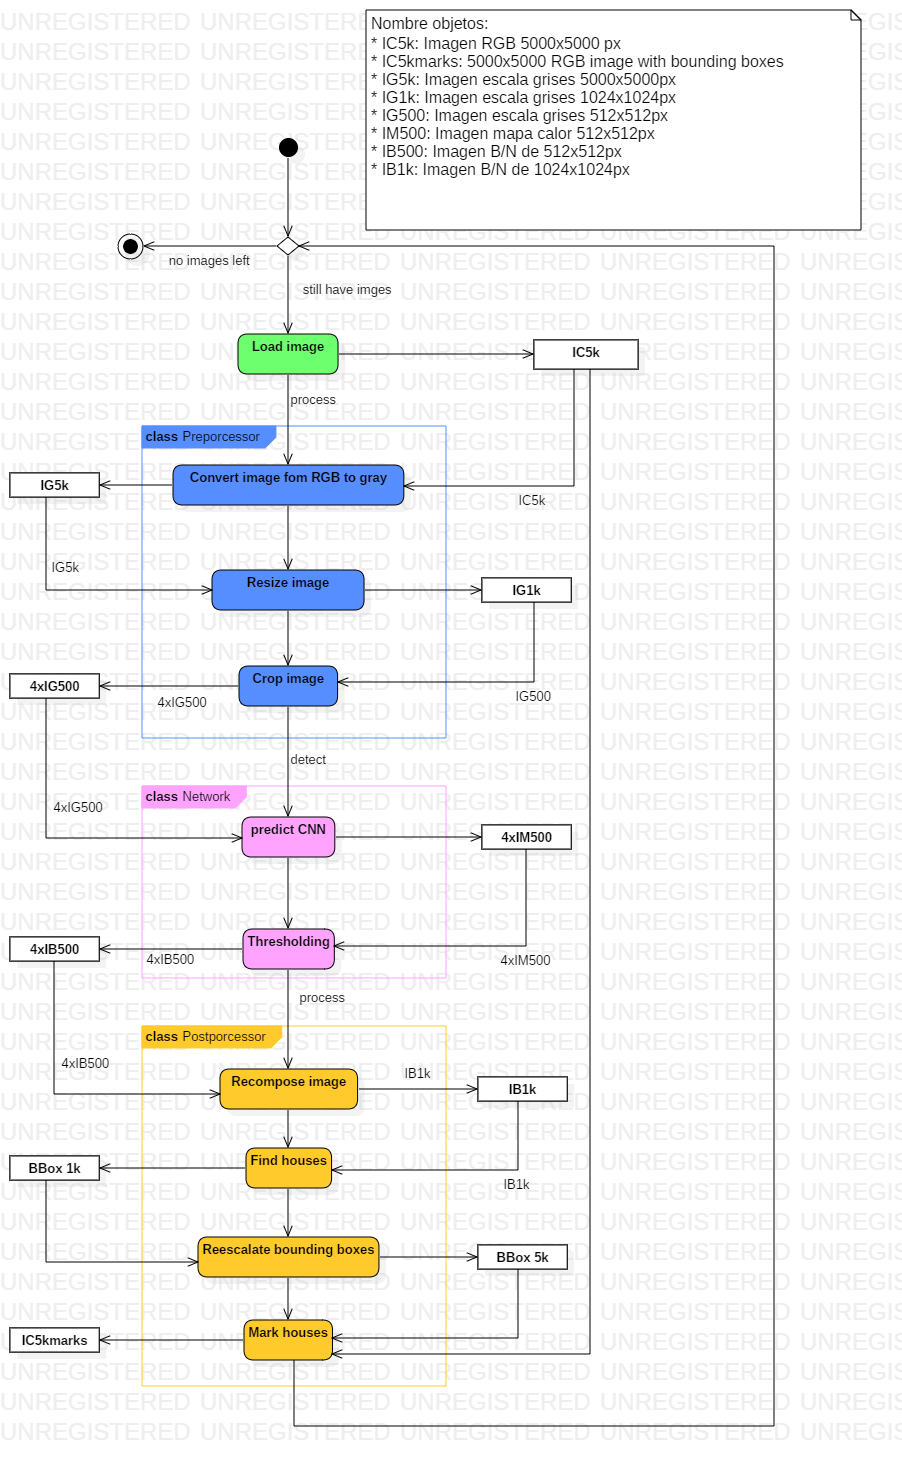 Nombre objetos:
* IC5k: Imagen RGB 5000x5000 px
* IC5kmarks: 5000x5000 RGB image with bounding boxes
* IG5k: Imagen escala grises 5000x5000px
* IG1k: Imagen escala grises 1024x1024px
* IG500: Imagen escala grises 512x512px
* IM500: Imagen mapa calor 512x512px
* IB500: Imagen B/N de 512x512px
* IB1k: Imagen B/N de 1024x1024px
no images left
still have imges
Load image
IC5k
process
class Preporcessor
Convert image fom RGB to gray
IG5k
IC5k
IG5k
Resize image
IG1k
Crop image
4xIG500
4xIG500
IG500
detect
class Network
4xIG500
predict CNN
4xIM500
Thresholding
4xIB500
4xIB500
4xIM500
process
class Postporcessor
4xIB500
Recompose image
IB1k
IB1k
Find houses
BBox 1k
IB1k
Reescalate bounding boxes
BBox 5k
Mark houses
IC5kmarks
UNREGISTERED